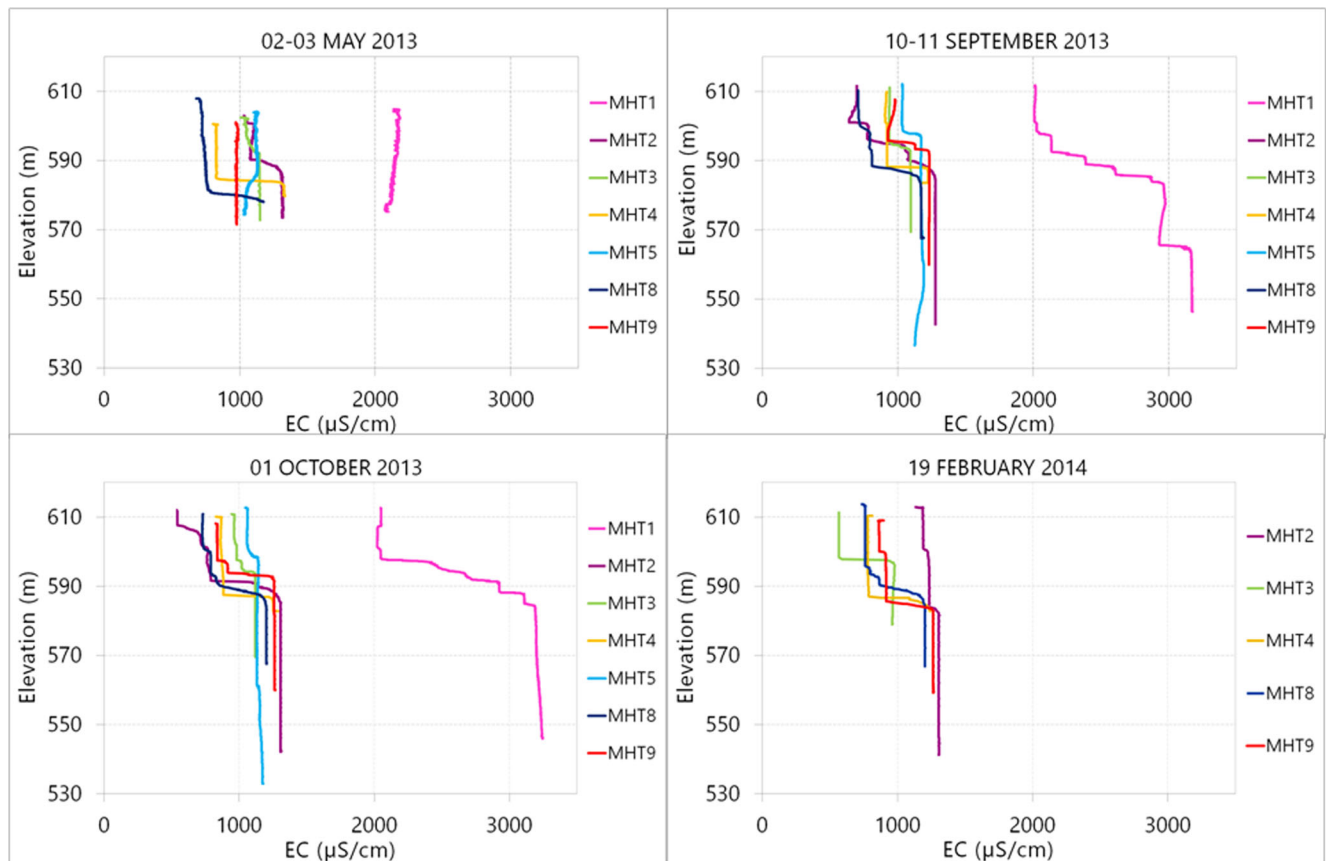 02-03 MAY 2013
Elevation (m)
610
590
570
550
530
0 1000 2000 3000
EC (µS/cm)
MHT1
MHT2
MHT3
MHT4
MHT5
MHT8
MHT9
10-11 SEPTEMBER 2013
Elevation (m)
610
590
570
550
530
0 1000 2000 3000
EC (µS/cm)
MHT1
MHT2
MHT3
MHT4
MHT5
MHT8
MHT9
01 OCTOBER 2013
Elevation (m)
610
590
570
550
530
0 1000 2000 3000
EC (µS/cm)
MHT1
MHT2
MHT3
MHT4
MHT5
MHT8
MHT9
19 FEBRUARY 2014
Elevation (m)
610
590
570
550
530
0 1000 2000 3000
EC (µS/cm)
MHT2
MHT3
MHT4
MHT8
MHT9